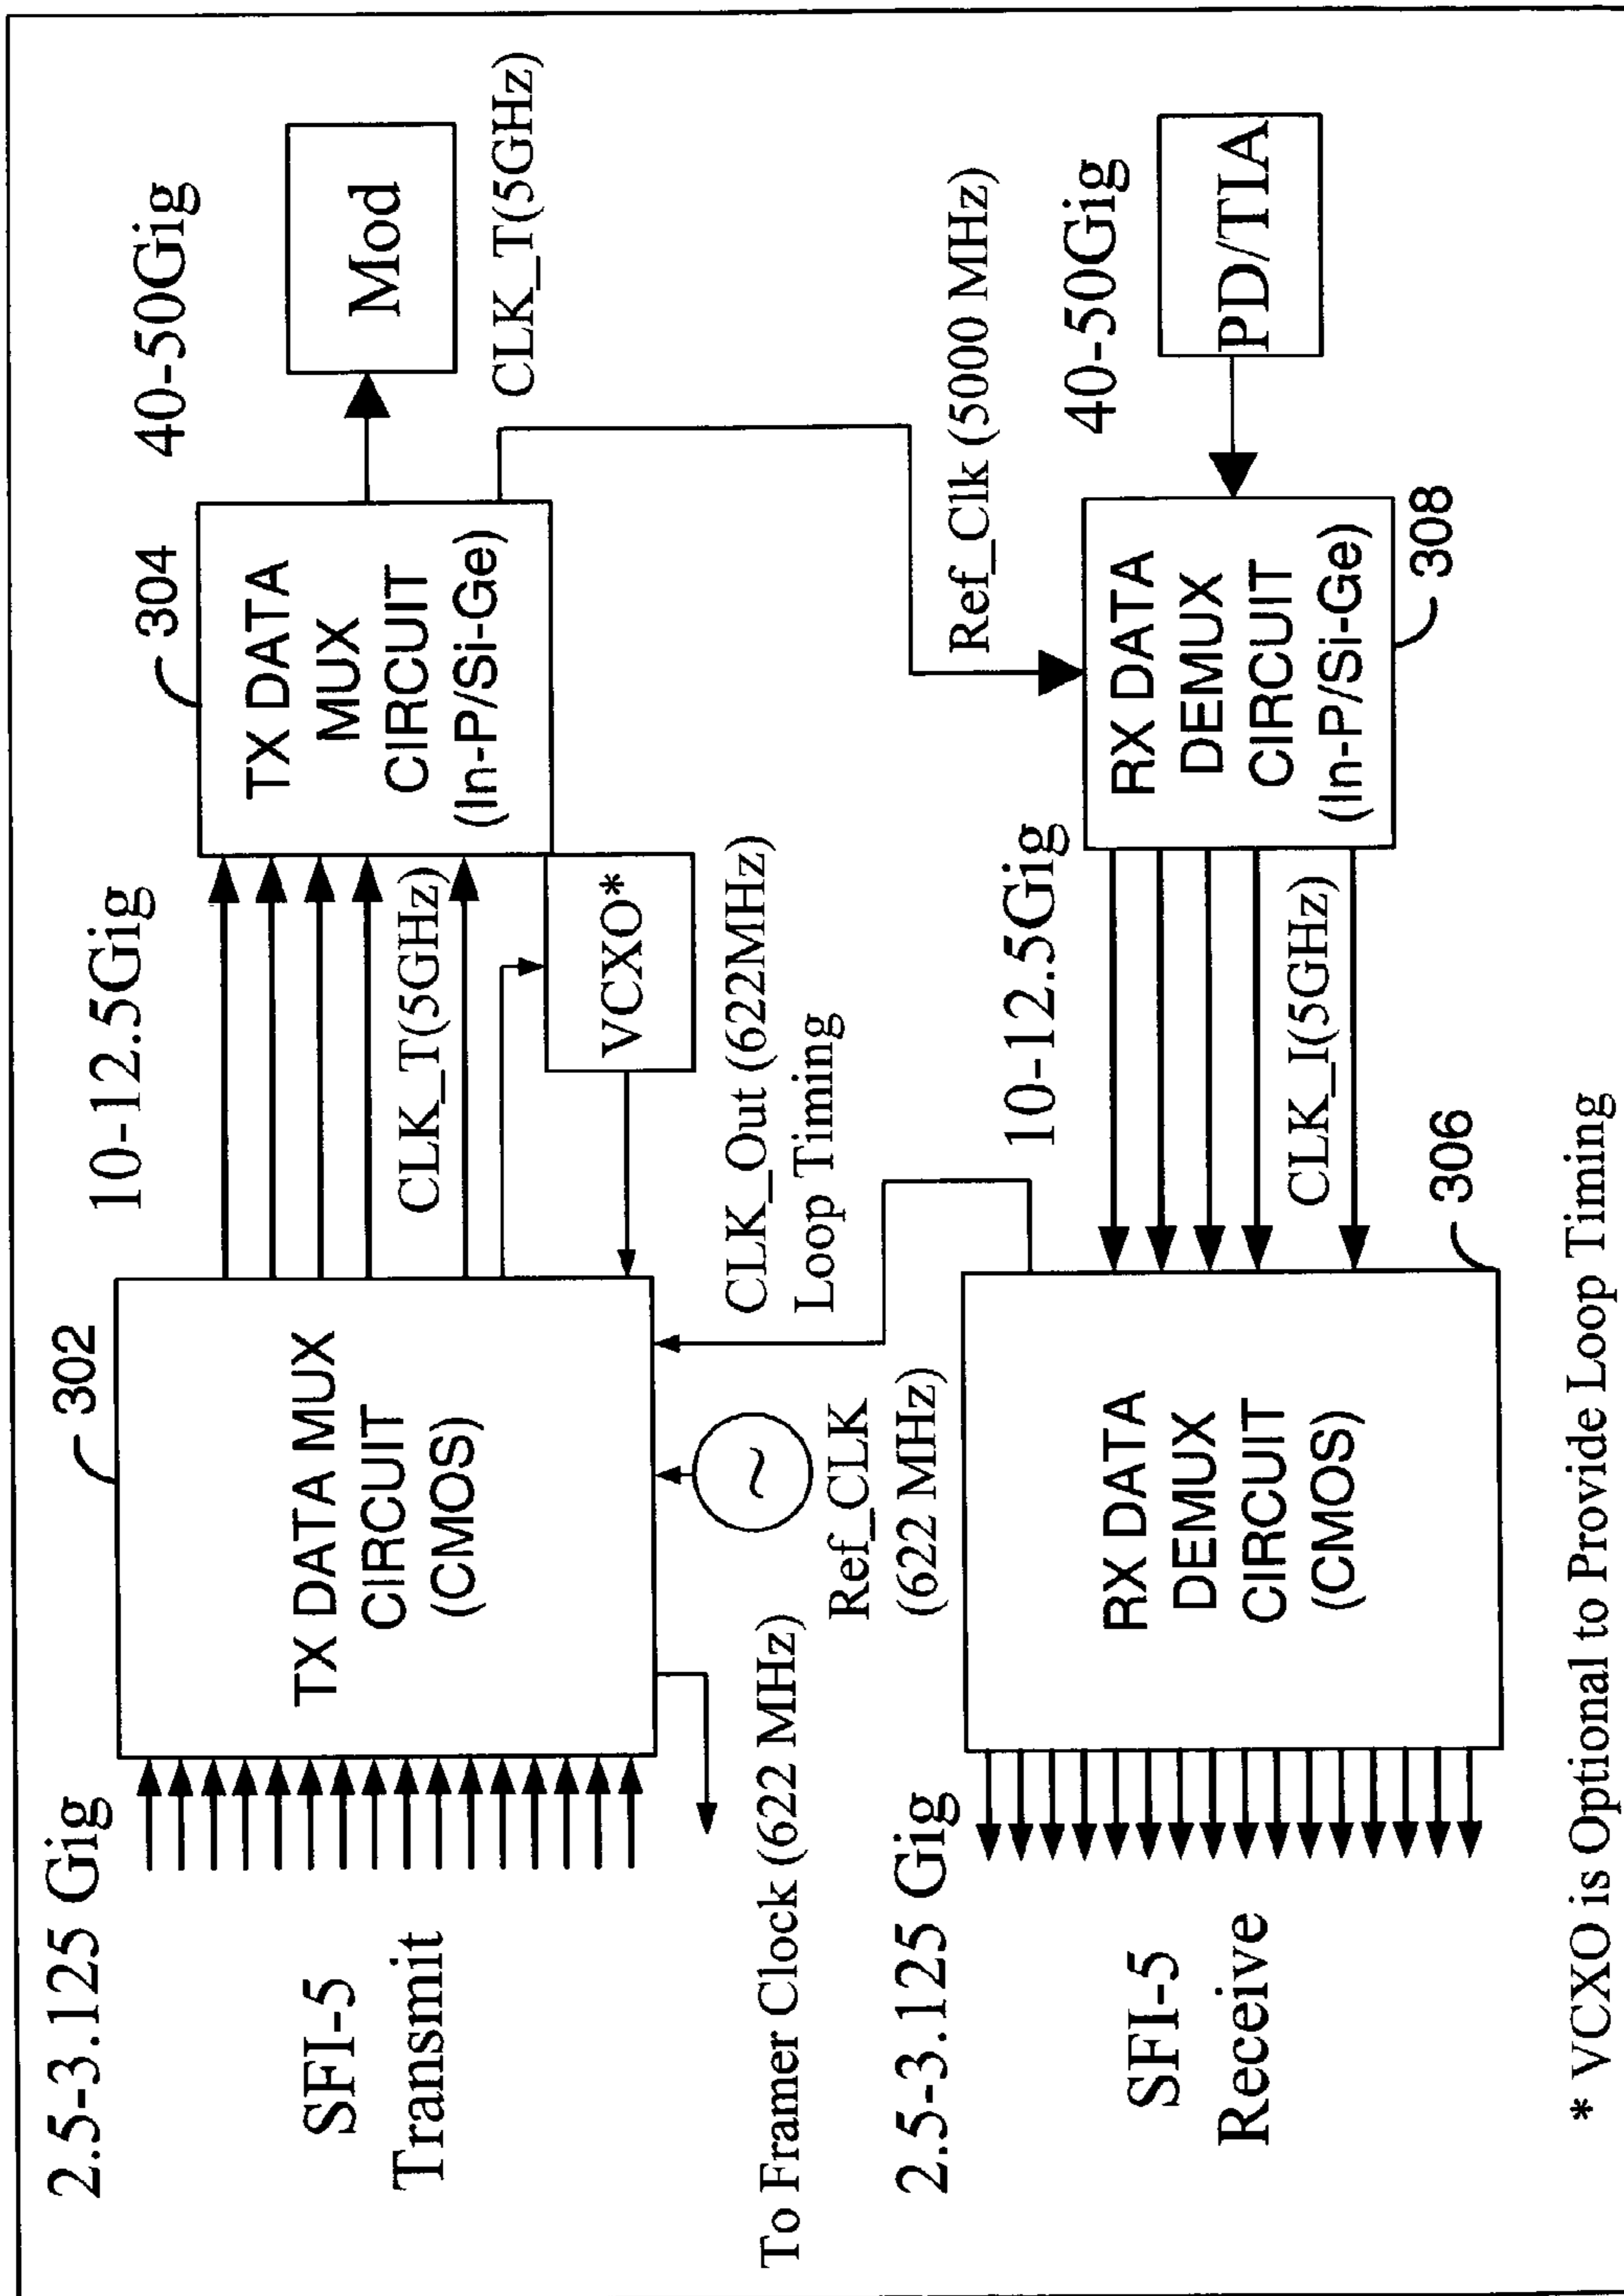 2.5-3.125 Gig
SFI-5
Transmit
302
TX DATA MUX
CIRCUIT
(CMOS)
10-12.5Gig
CLK_T(5GHz)
304
TX DATA
MUX
CIRCUIT
(In-P/Si-Ge)
40-50Gig
Mod
CLK_T(5GHz)
VCXO*
CLK_Out (622MHz)
Loop Timing
To Framer Clock (622 MHz)
~
Ref_CLK
(622 MHz)
Ref_Clk (5000 MHz)
2.5-3.125 Gig
SFI-5
Receive
RX DATA
DEMUX
CIRCUIT
(CMOS)
306
10-12.5Gig
CLK_I(5GHz)
RX DATA
DEMUX
CIRCUIT
(In-P/Si-Ge)
308
40-50Gig
PD/TIA
* VCXO is Optional to Provide Loop Timing